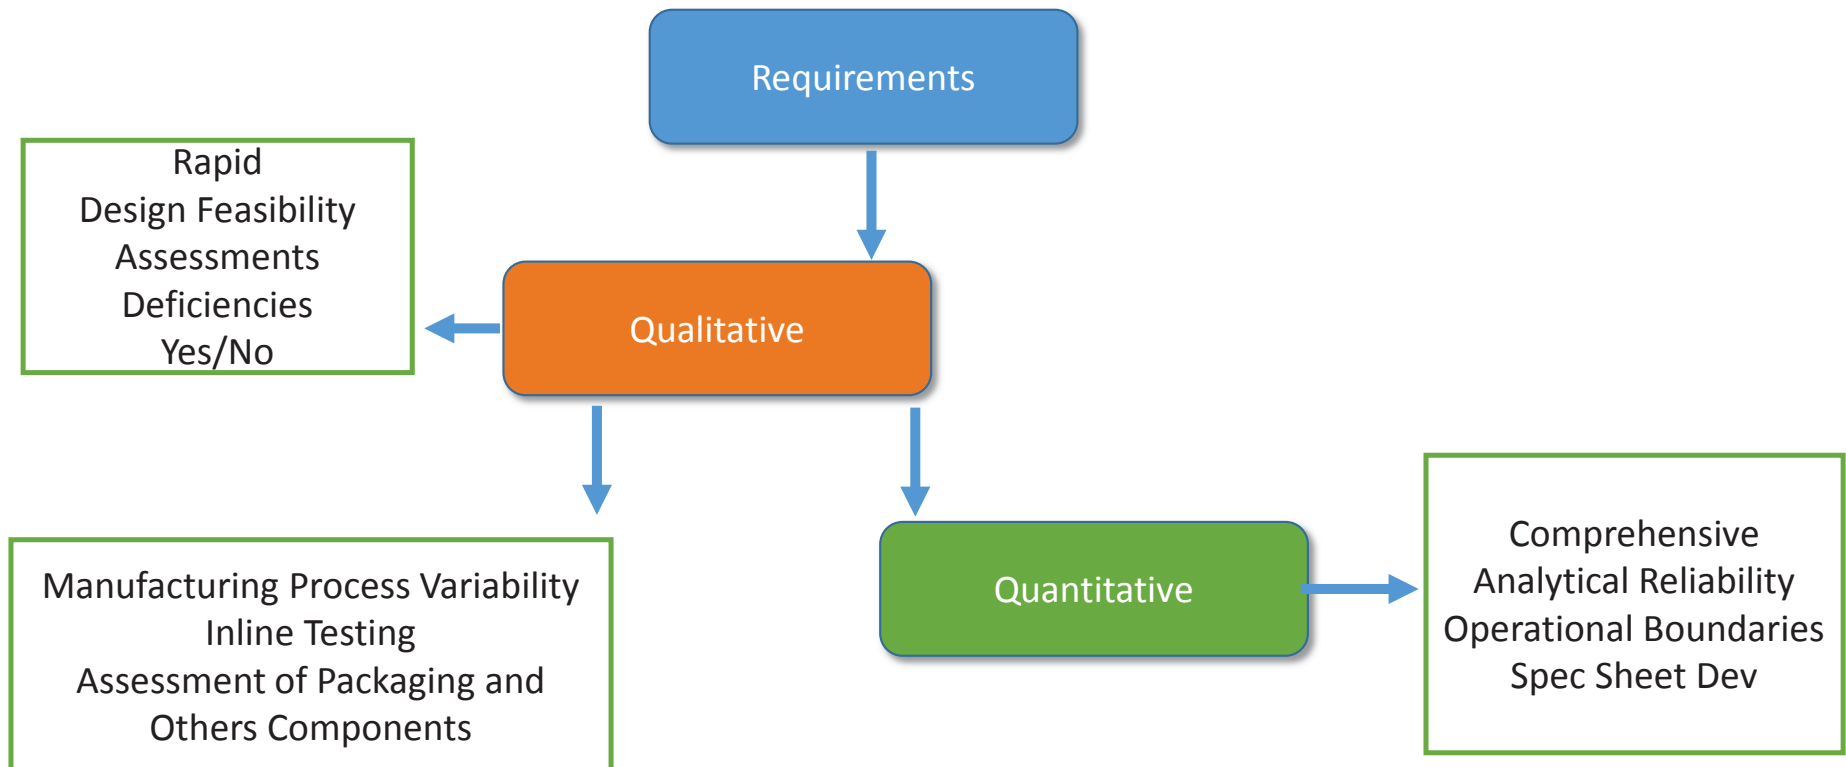 Requirements
Rapid
Design Feasibility
Assessments
Deficiencies
Yes/No
Qualitative
Manufacturing Process Variability
Inline Testing
Assessment of Packaging and
Others Components
Quantitative
Comprehensive
Analytical Reliability
Operational Boundaries
Spec Sheet Dev